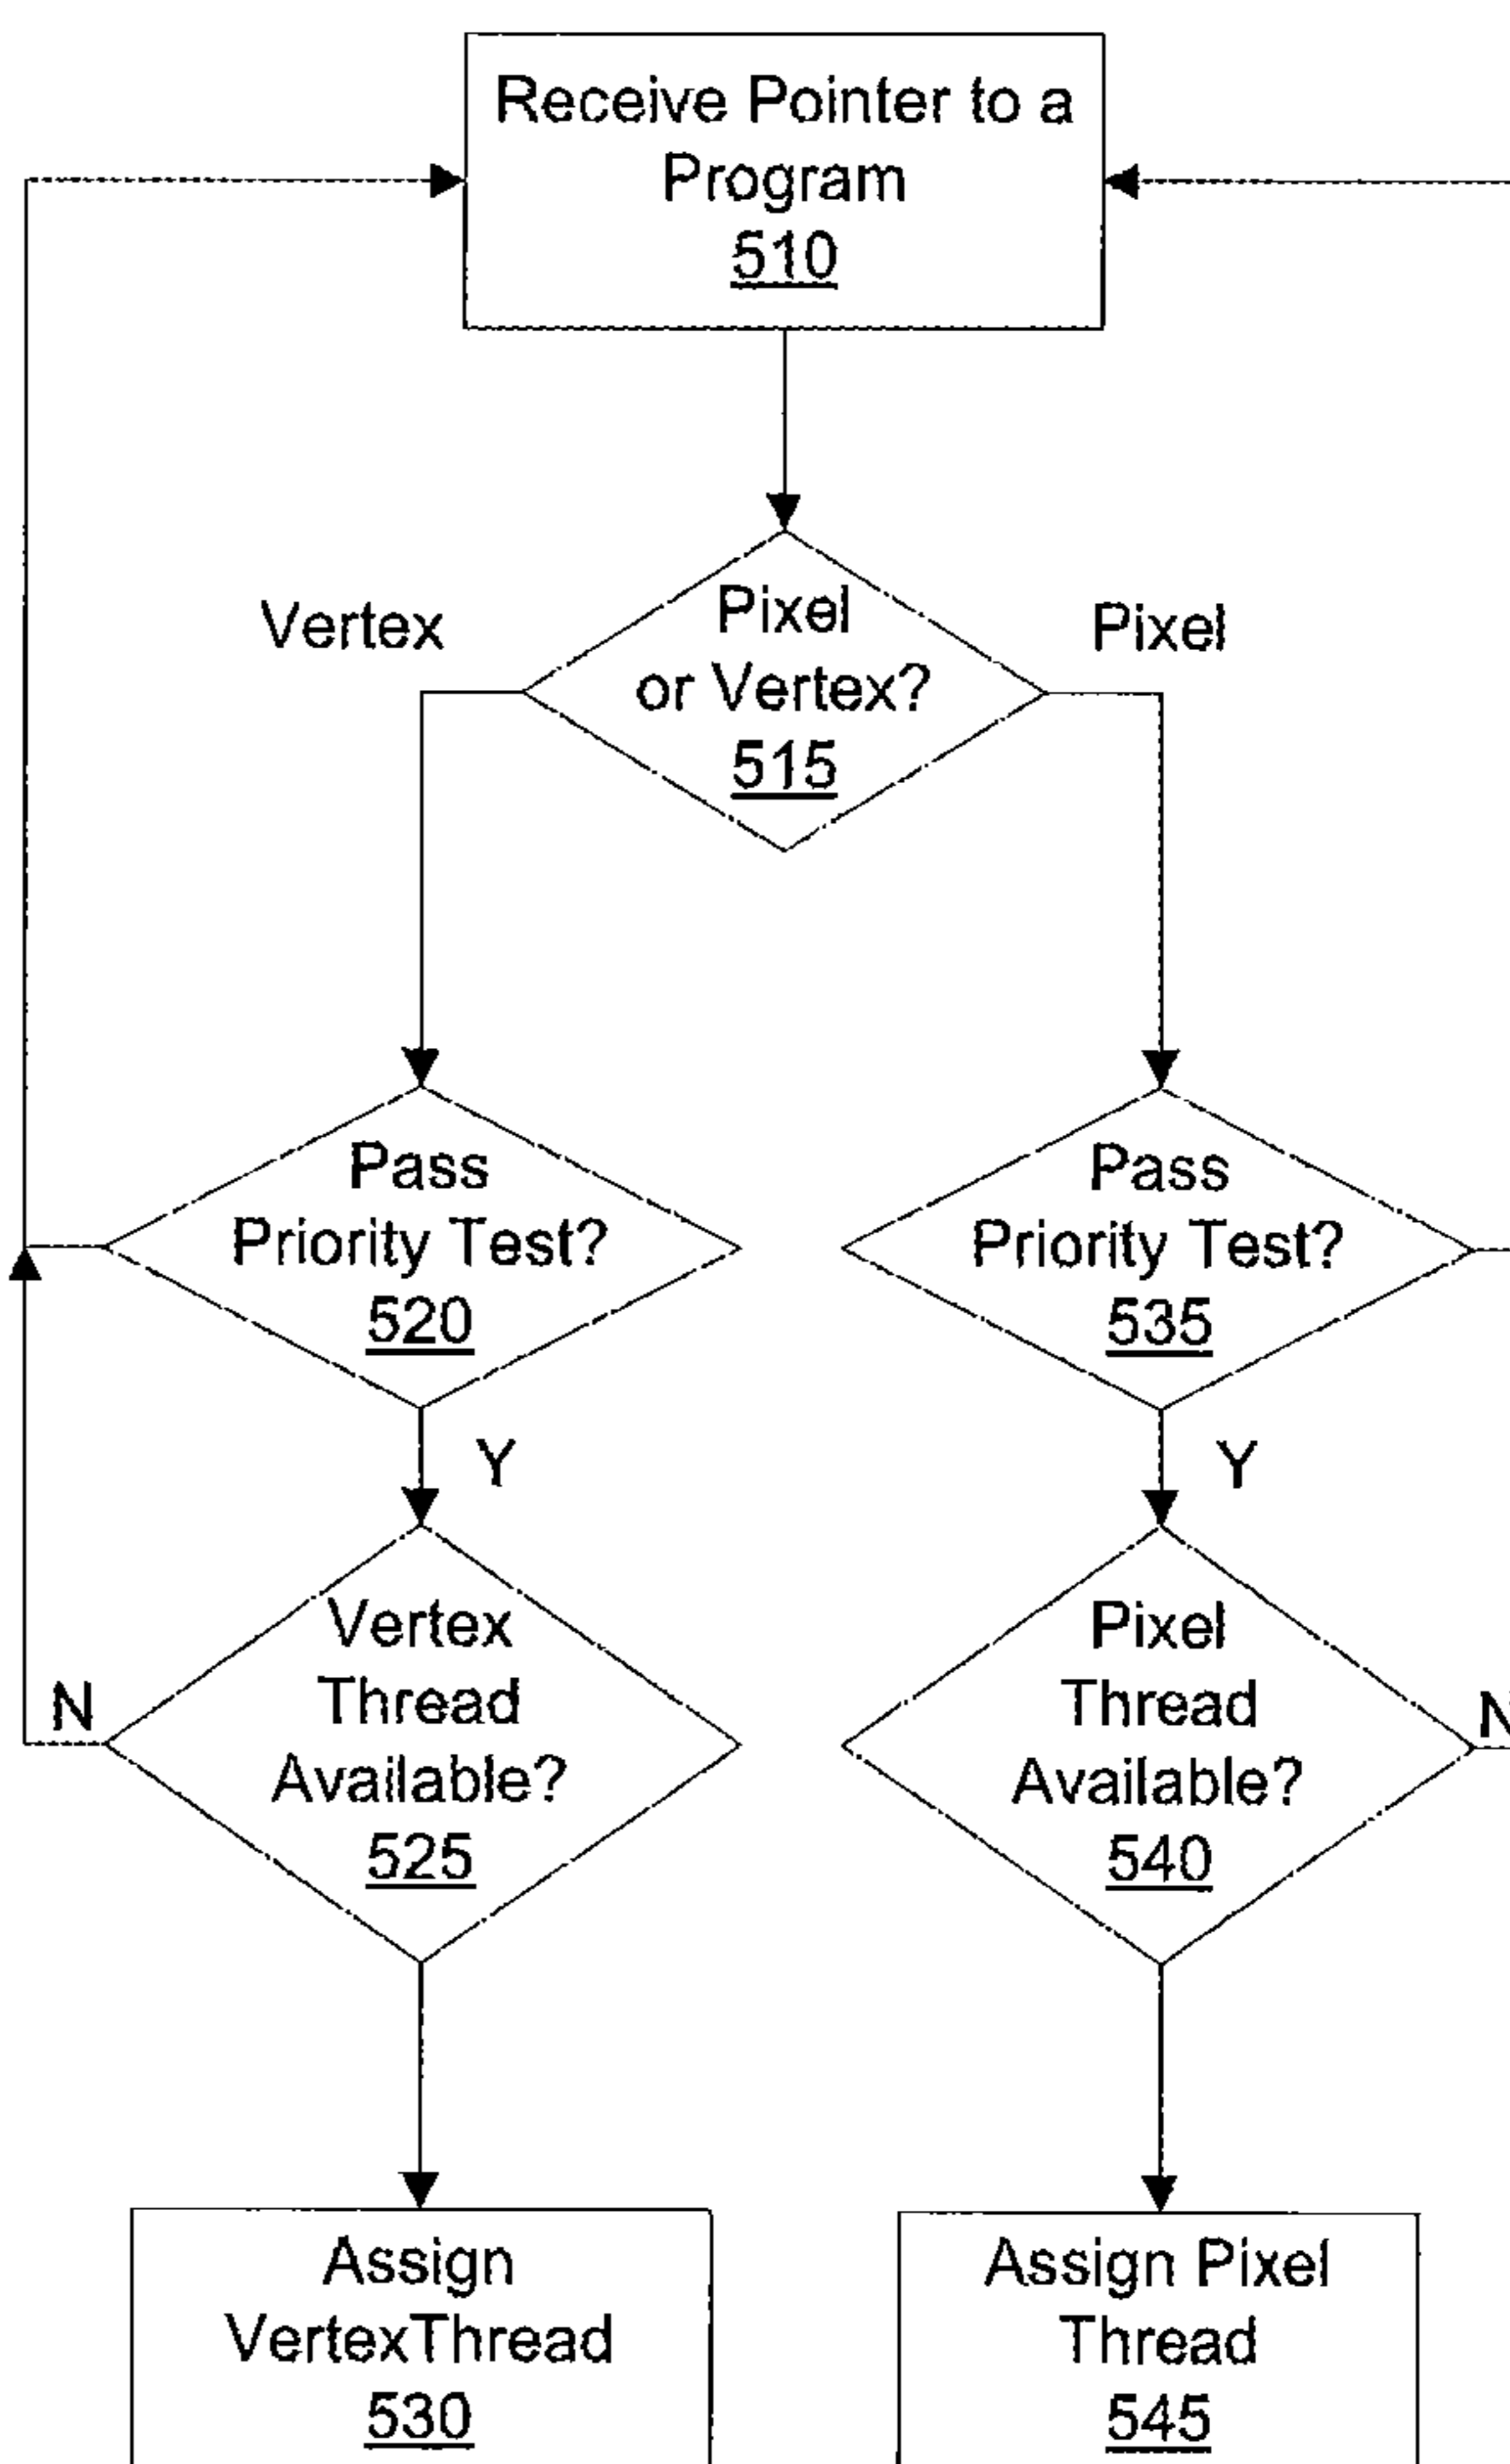 Receive Pointer to a
Program
510
Vertex
Pixel
or Vertex?
515
Pixel
Pass
Priority Test?
520
Pass
Priority Test?
535
Y
Y
Vertex
Thread
Available?
525
N
Pixel
Thread
Available?
540
N
Assign
VertexThread
530
Assign Pixel
Thread
545